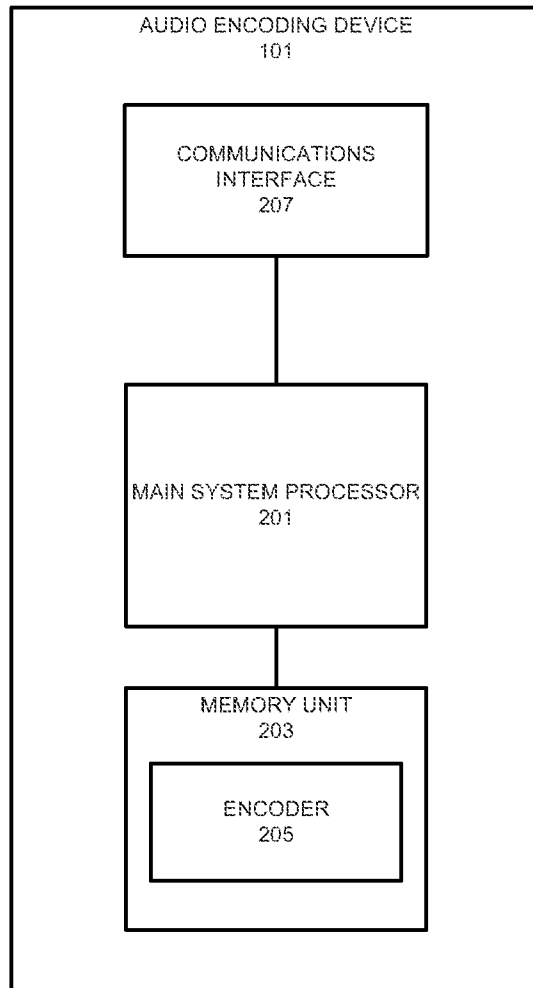 AUDIO ENCODING DEVICE
101
COMMUNICATIONS
INTERFACE
207
MAIN SYSTEM PROCESSOR
201
MEMORY UNIT
203
ENCODER
205